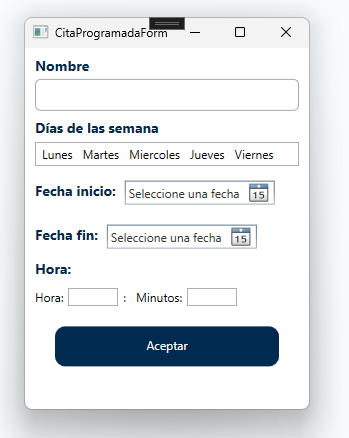 CitaProgramadaForm
Nombre
Días de las semana
Lunes Martes Miercoles Jueves Viernes
Fecha inicio: Seleccione una fecha 15
Fecha fin: Seleccione una fecha 15
Hora:
Hora: : Minutos:
Aceptar